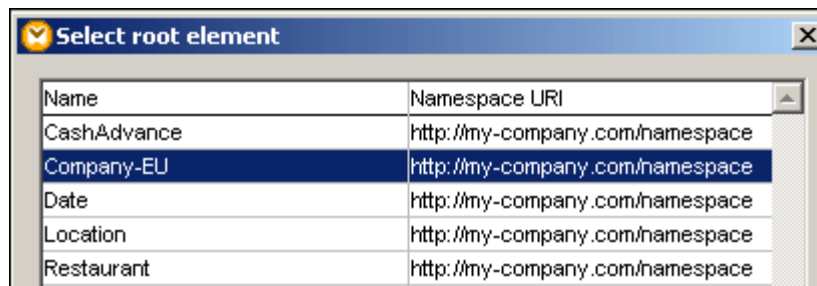 Select root element
Name Namespace URI
CashAdvance http://my-company.com/namespace
Company-EU http://my-company.com/namespace
Date http://my-company.com/namespace
Location http://my-company.com/namespace
Restaurant http://my-company.com/namespace